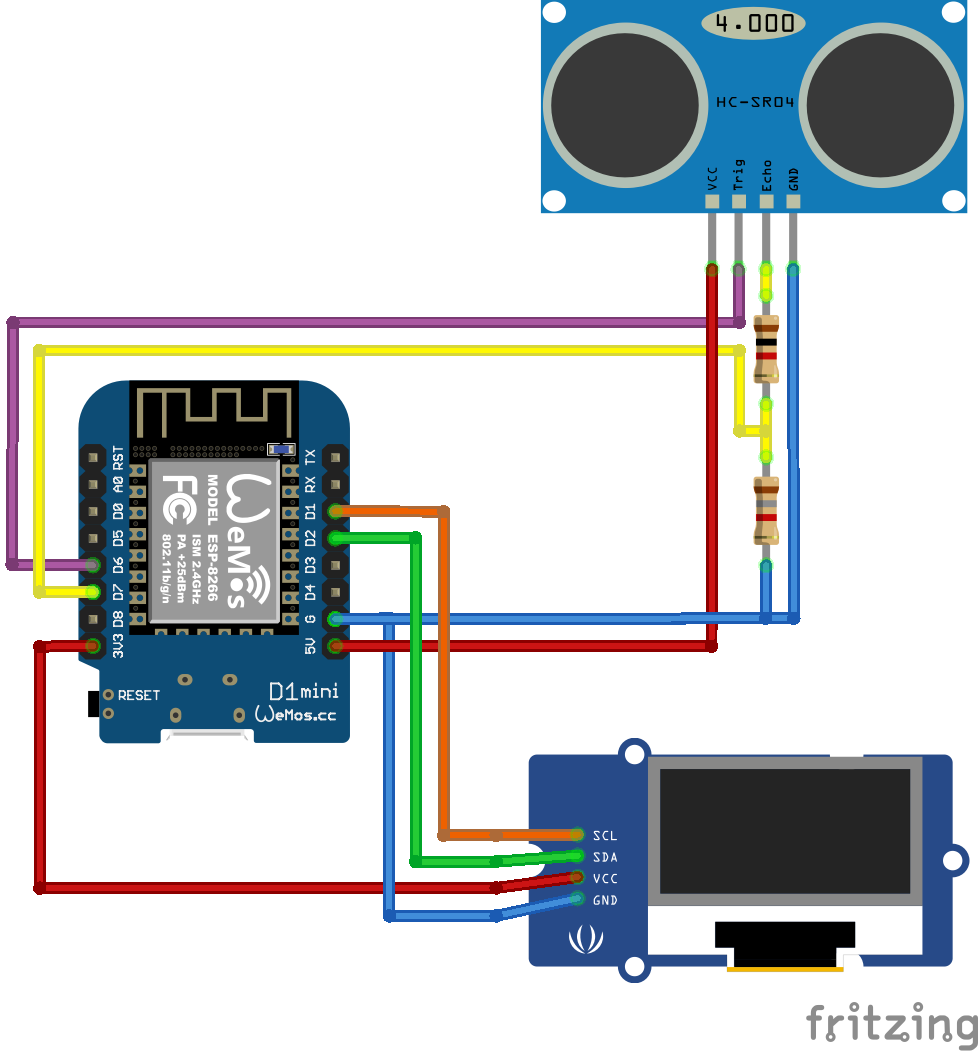 4.000
HC-SR04
VCC
Trig
Echo
GND
RST
A0
D0
D5
D6
D7
D8
3V3
TX
RX
D1
D2
D3
D4
G
5V
WeMos
FC
MODEL ESP-8266
ISM 2.4GHz
PA +25dBm
802.11b/g/n
RESET
D1mini
WeMos.cc
SCL
SDA
VCC
GND
fritzing